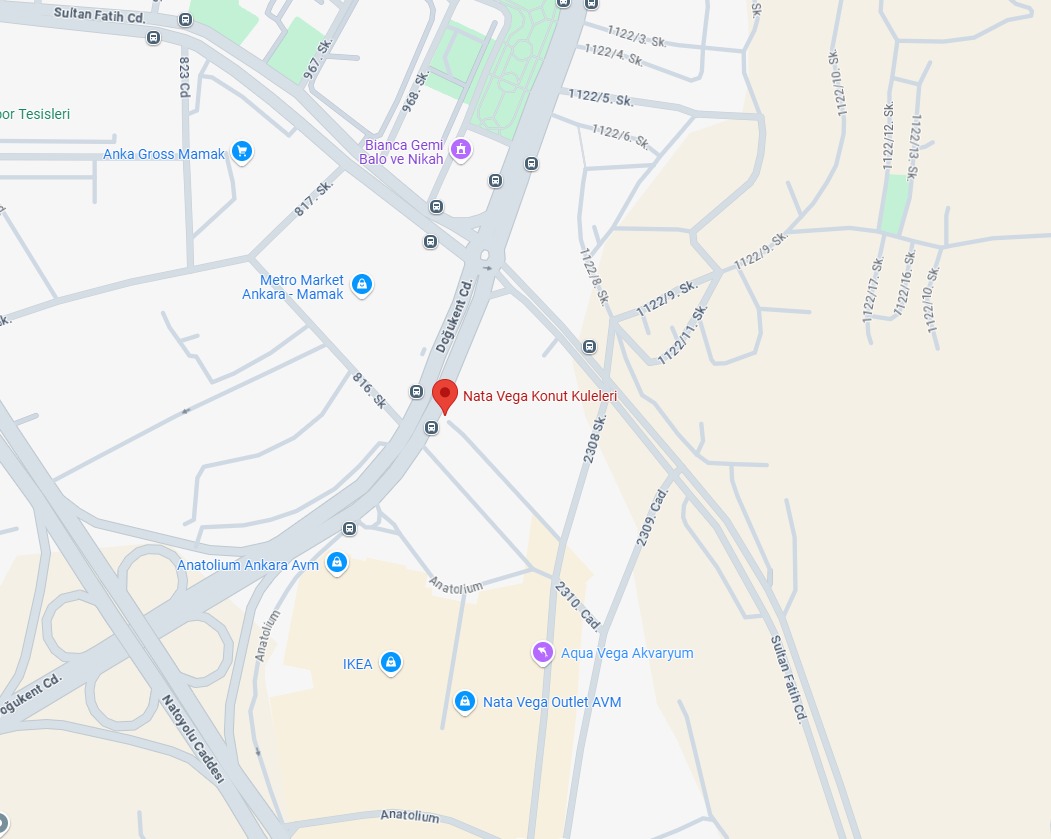 Sultan Fatih Cd.
823 Cd
967. Sk.
968. Sk.
1122/3. Sk.
1122/4. Sk.
1122/5. Sk.
1122/6. Sk.
Sk.
1122/10. Sk.
1122/12. Sk.
1122/13. Sk.
or Tesisleri
Anka Gross Mamak
Bianca Gemi
Balo ve Nikah
817. Sk.
1122/8. Sk.
1122/9. Sk.
1122/9. Sk.
1122/11. Sk.
1122/17. Sk.
1122/16. Sk.
1122/10. Sk.
Metro Market
Ankara - Mamak
k.
Doğukent Cd.
816. Sk
Nata Vega Konut Kuleleri
2308 Sk.
2309. Cad.
Anatolium Ankara Avm
Anatolium
2310. Cad.
Anatolium
IKEA
Aqua Vega Akvaryum
Nata Vega Outlet AVM
oğukent Cd.
Natoyolu Caddesi
Sultan Fatih Cd.
Anatolium